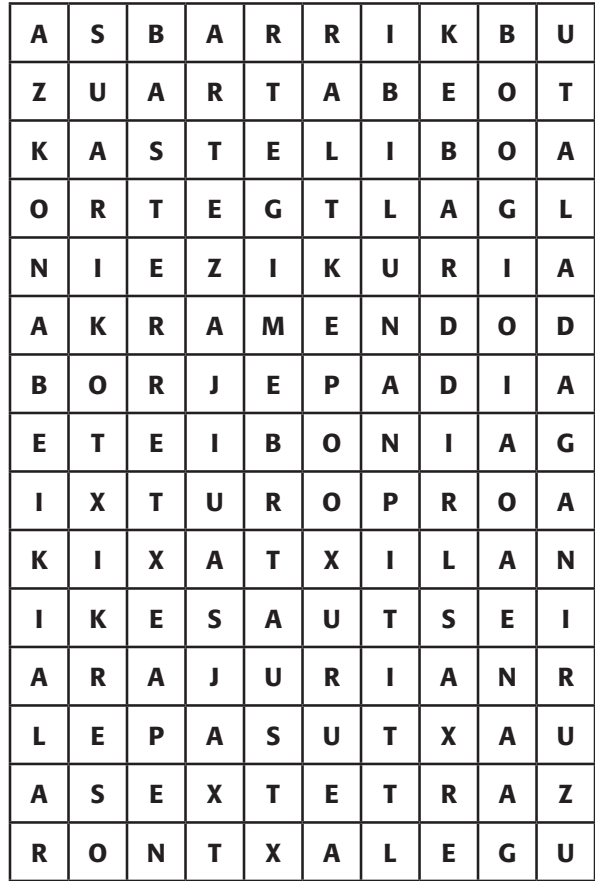 A S B A R R I K B U
Z U A R T A B E O T
K A S T E L I B O A
O R T E G T L A G L
N I E Z I K U R I A
A K R A M E N D O D
B O R J E P A D I A
E T E I B O N I A G
I X T U R O P R O A
K I X A T X I L A N
I K E S A U T S E I
A R A J U R I A N R
L E P A S U T X A U
A S E X T E T R A Z
R O N T X A L E G U